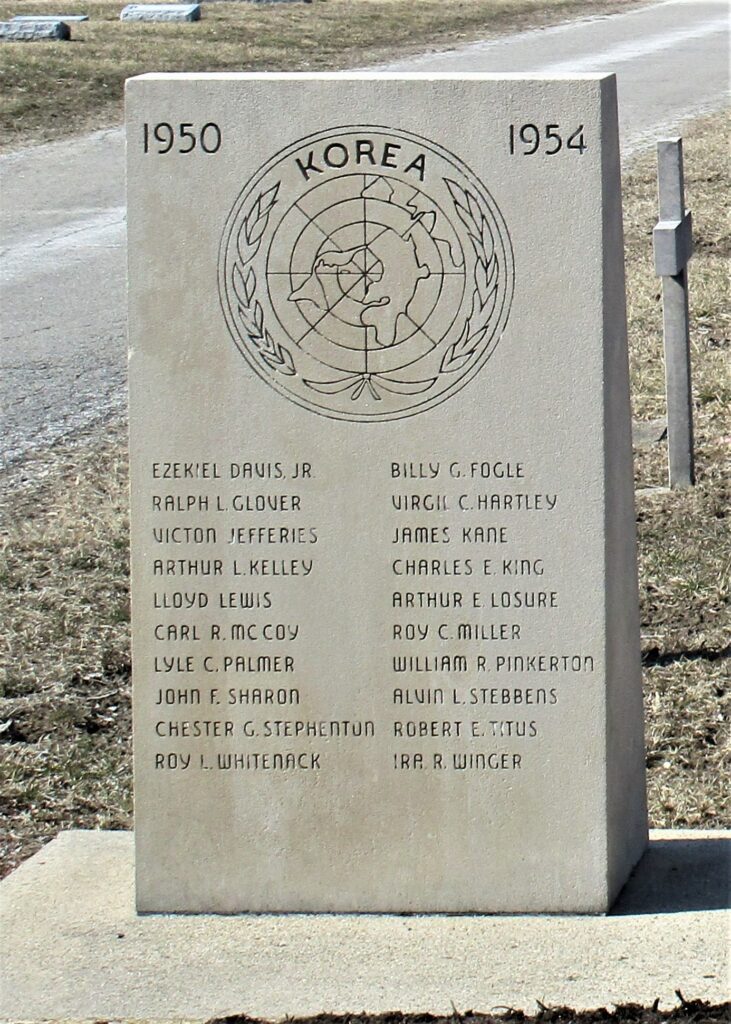 1950
KOREA
1954
EZEKIEL DAVIS, JR.
RALPH L. GLOVER
VICTON JEFFERIES
ARTHUR L. KELLEY
LLOYD LEWIS
CARL R. MC COY
LYLE C. PALMER
JOHN F. SHARON
CHESTER G. STEPHENTON
ROY L. WHITENACK
BILLY G. FOGLE
VIRGIL C. HARTLEY
JAMES KANE
CHARLES E. KING
ARTHUR E. LOSURE
ROY C. MILLER
WILLIAM R. PINKERTON
ALVIN L. STEBBENS
ROBERT E. TITUS
IRA. R. WINGER